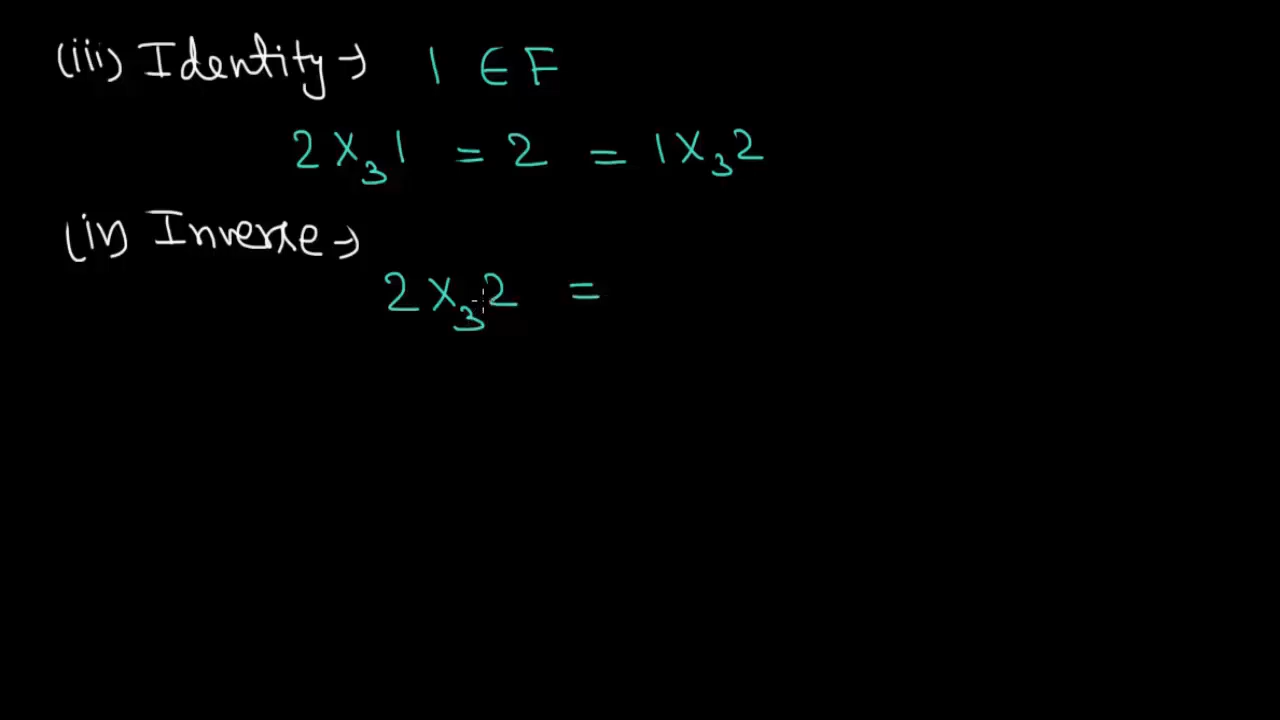 (iii) Identity → 1 ∈ F
2 ×₃ 1 = 2 = 1 ×₃ 2
(iv) Inverse →
2 ×₃ 2 =